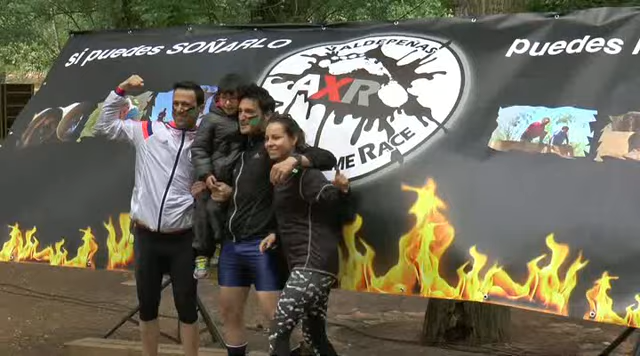 si puedes SOÑARLO
VALDEPEÑAS
AXR
ME RACE
puedes